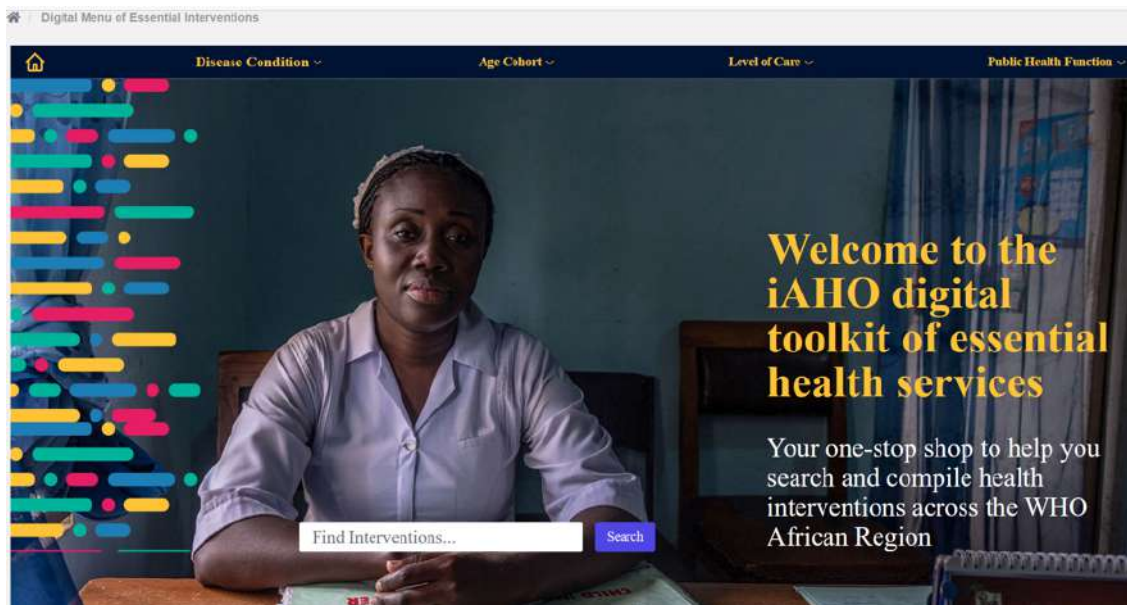 Digital Menu of Essential Interventions
Disease Condition
Age Cohort
Level of Care
Public Health Function
Welcome to the
iAHO digital
toolkit of essential
health services
Your one-stop shop to help you
search and compile health
interventions across the WHO
African Region
Find Interventions...
Search
CHILD